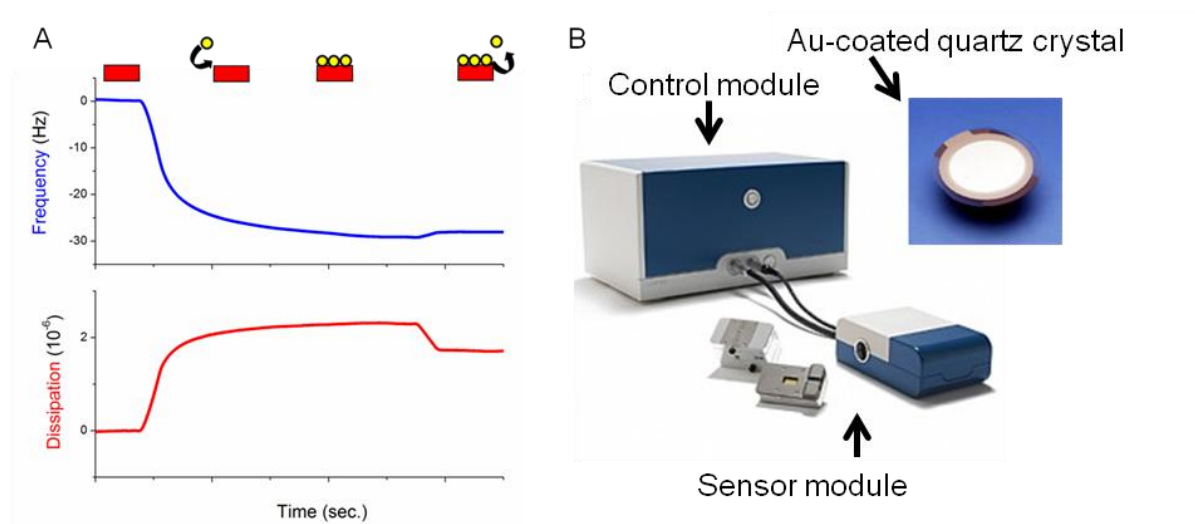 A
Frequency (Hz)
0
-10
-20
-30
Dissipation (10⁻⁶)
2
0
Time (sec.)
B
Au-coated quartz crystal
Control module
Sensor module